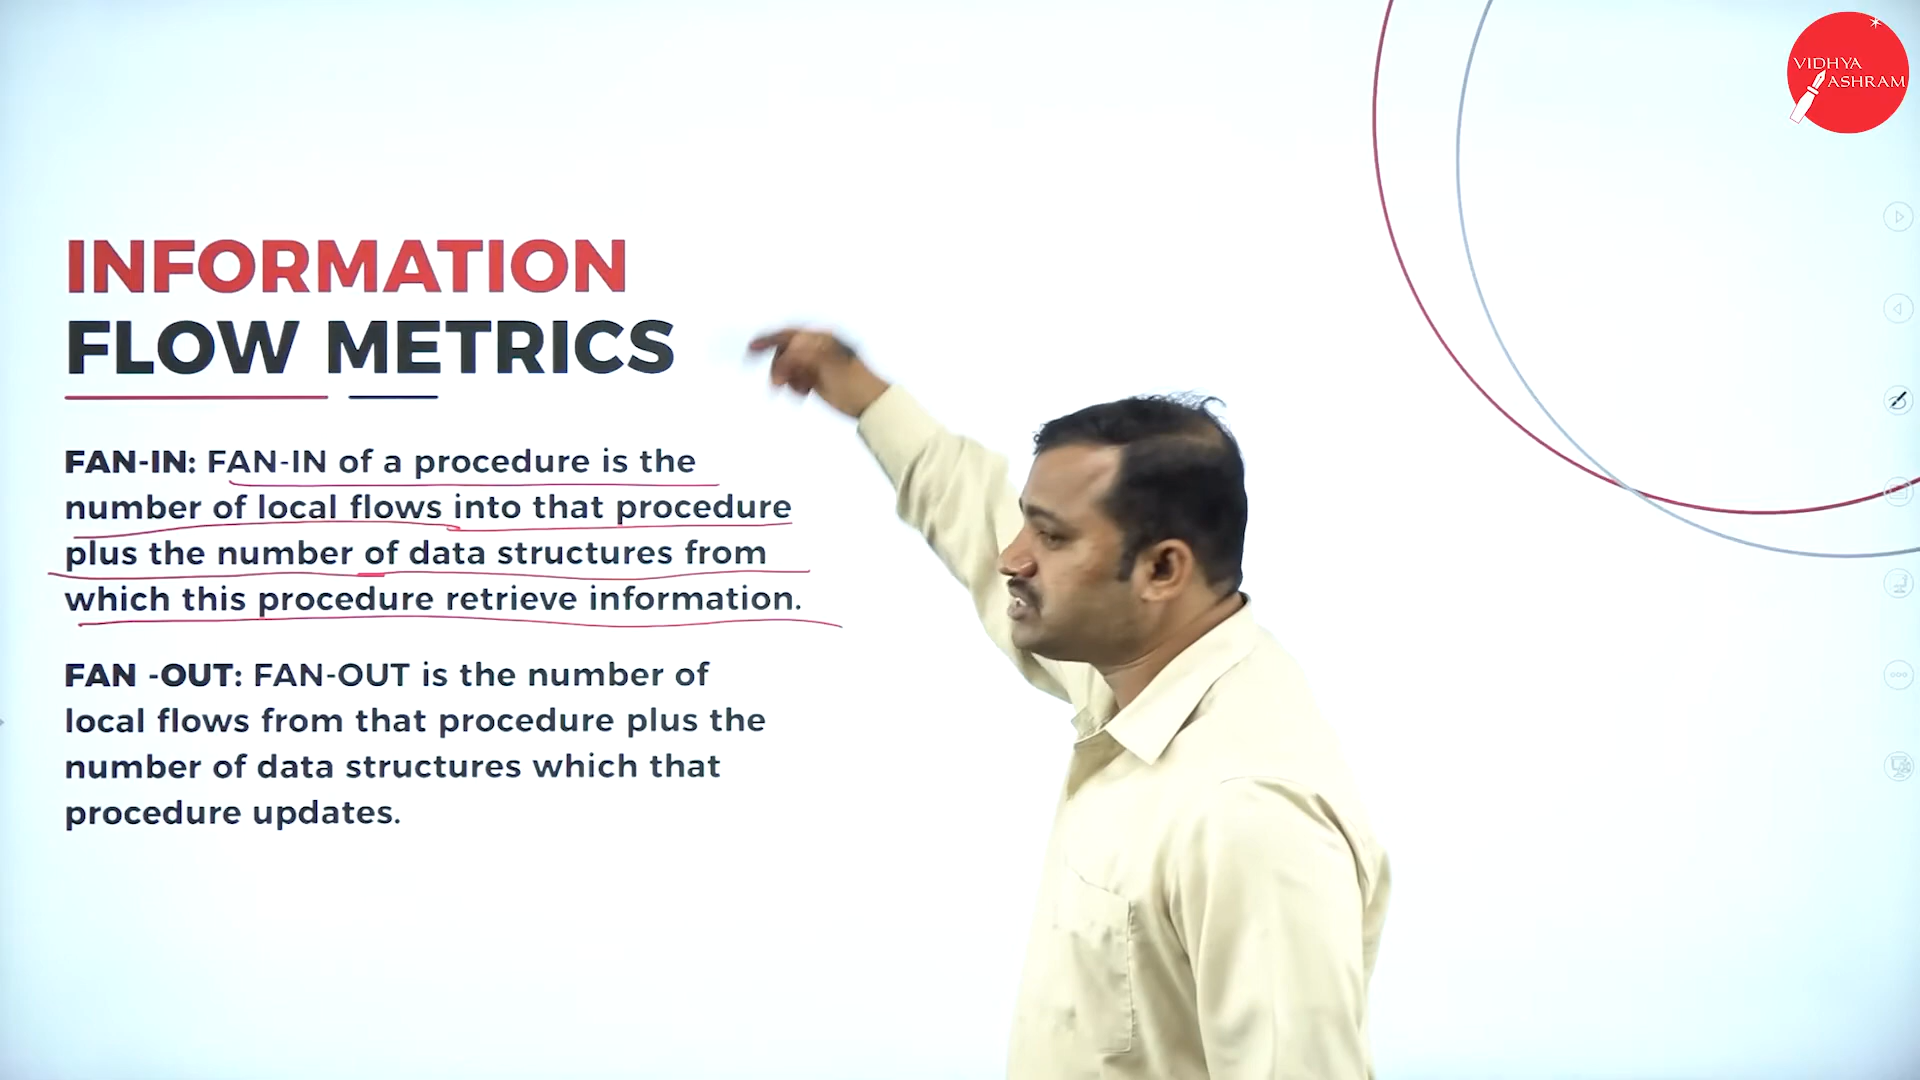 VIDHYA
ASHRAM
INFORMATION
FLOW METRICS
FAN-IN: FAN-IN of a procedure is the
number of local flows into that procedure
plus the number of data structures from
which this procedure retrieve information.
FAN -OUT: FAN-OUT is the number of
local flows from that procedure plus the
number of data structures which that
procedure updates.